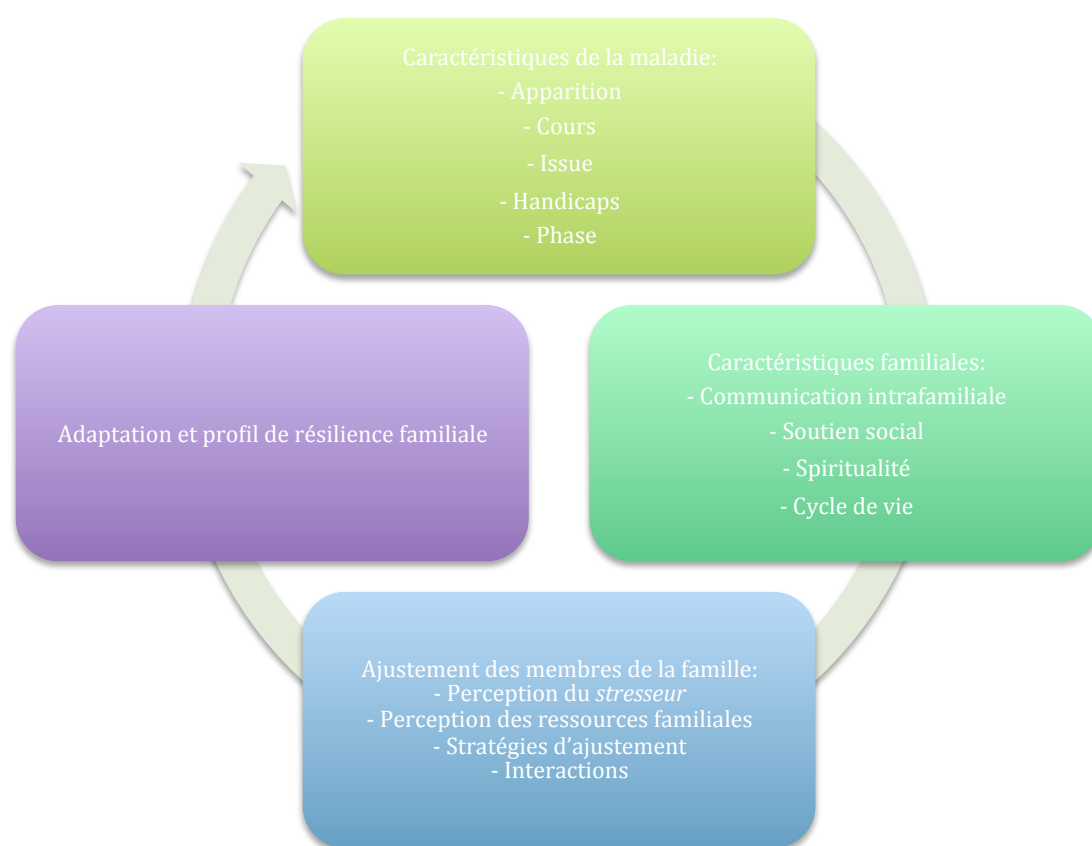 Caractéristiques de la maladie:
- Apparition
- Cours
- Issue
- Handicaps
- Phase
Caractéristiques familiales:
- Communication intrafamiliale
- Soutien social
- Spiritualité
- Cycle de vie
Ajustement des membres de la famille:
- Perception du stresseur
- Perception des ressources familiales
- Stratégies d’ajustement
- Interactions
Adaptation et profil de résilience familiale